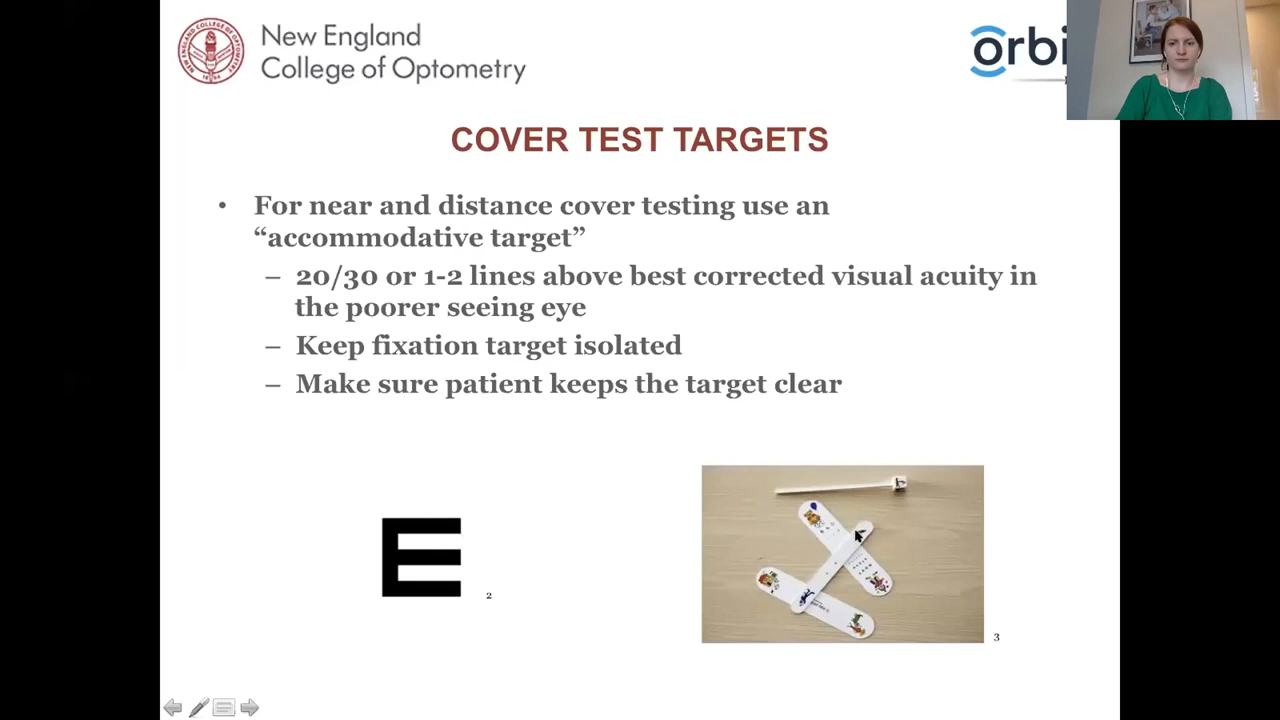 New England
College of Optometry
orbi
COVER TEST TARGETS
• For near and distance cover testing use an
“accommodative target”
– 20/30 or 1-2 lines above best corrected visual acuity in
the poorer seeing eye
– Keep fixation target isolated
– Make sure patient keeps the target clear
E
2
3